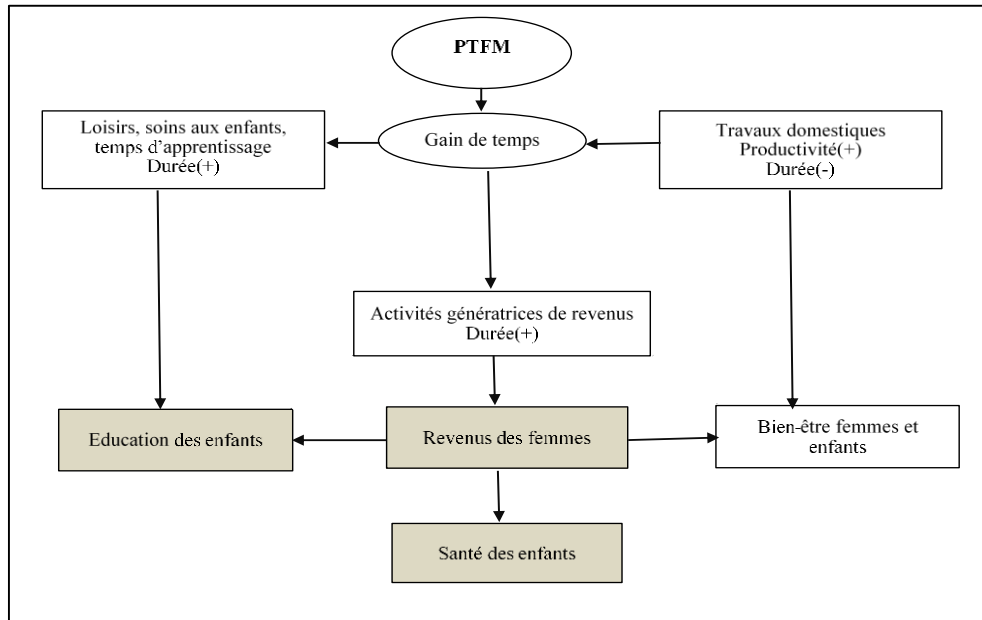 PTFM
Loisirs, soins aux enfants,
temps d'apprentissage
Durée(+)
Gain de temps
Travaux domestiques
Productivité(+)
Durée(-)
Activités génératrices de revenus
Durée(+)
Education des enfants
Revenus des femmes
Bien-être femmes et
enfants
Santé des enfants